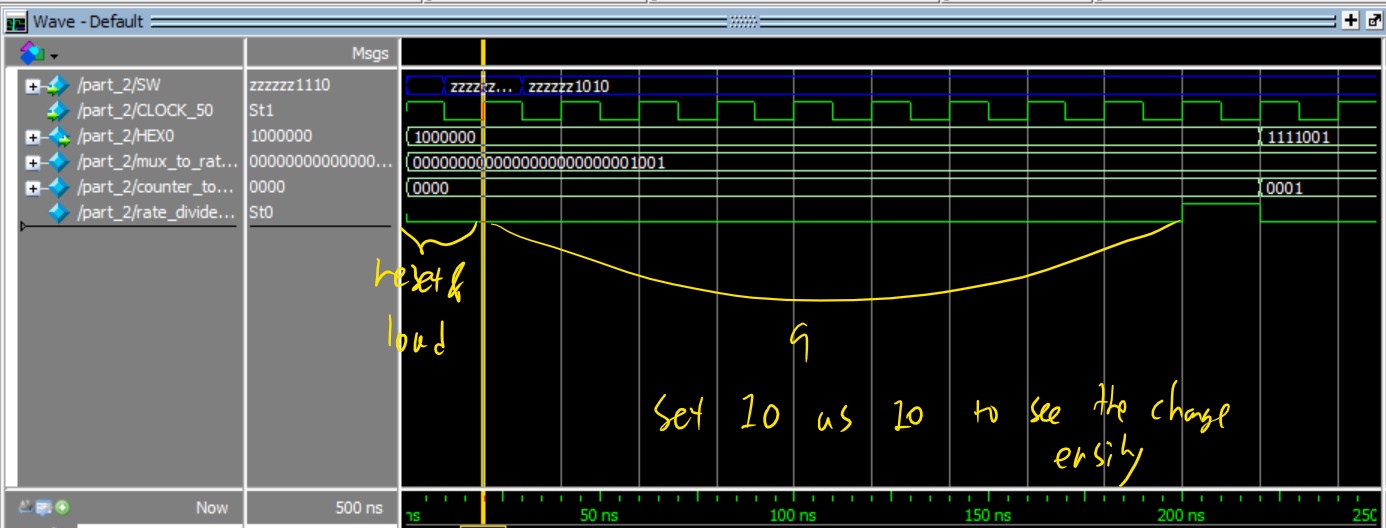 Wave - Default
Msgs
/part_2/SW zzzzzz1110 zzzzzz... zzzzzz1010
/part_2/CLOCK_50 St1
/part_2/HEX0 1000000 1000000 1111001
/part_2/mux_to_rat... 00000000000000... 0000000000000000000000001001
/part_2/counter_to... 0000 0000 0001
/part_2/rate_divide... St0
reset &
load
9
set 10 as 10 to see the change
ersily
Now 500 ns ns 50 ns 100 ns 150 ns 200 ns 250